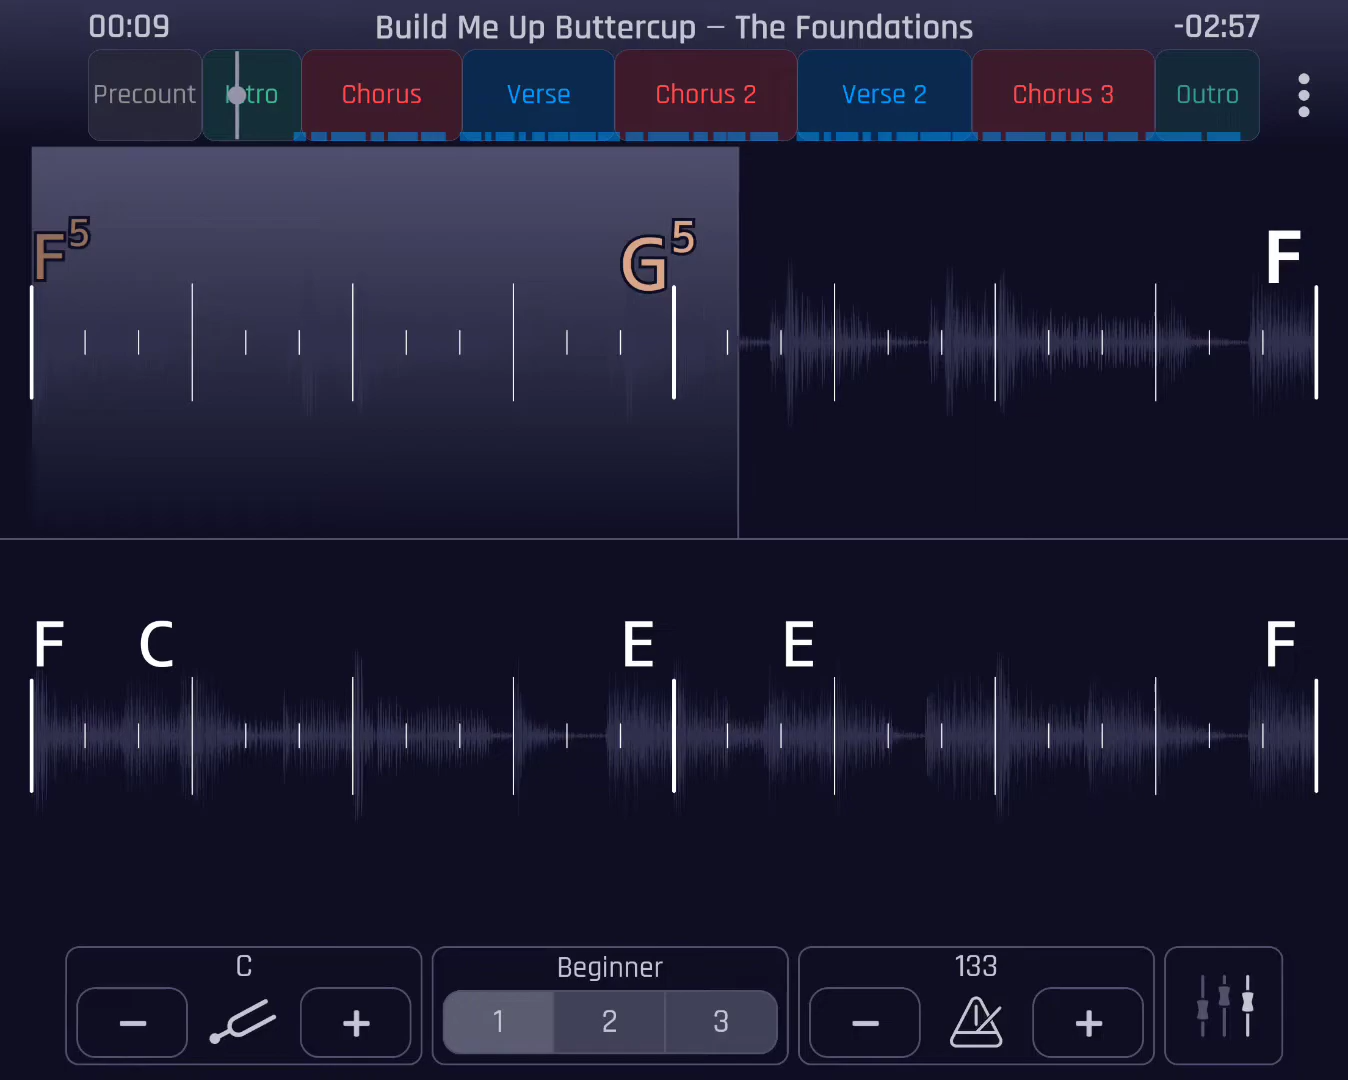 00:09 Build Me Up Buttercup – The Foundations -02:57
Precount Intro Chorus Verse Chorus 2 Verse 2 Chorus 3 Outro
F5 G5 F
F C E E F
C Beginner 133
− + 1 2 3 − +